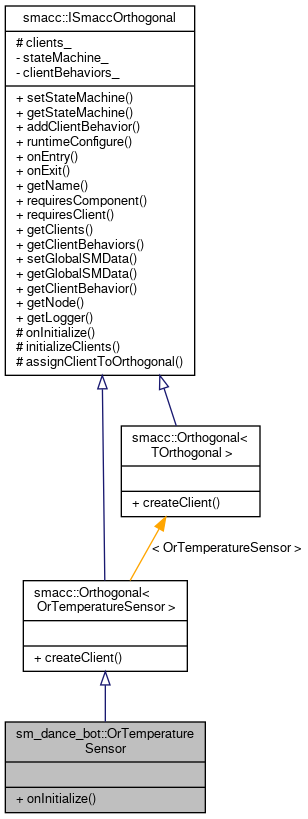 smacc::ISmaccOrthogonal
# clients_
- stateMachine_
- clientBehaviors_
+ setStateMachine()
+ getStateMachine()
+ addClientBehavior()
+ runtimeConfigure()
+ onEntry()
+ onExit()
+ getName()
+ requiresComponent()
+ requiresClient()
+ getClients()
+ getClientBehaviors()
+ setGlobalSMData()
+ getGlobalSMData()
+ getClientBehavior()
+ getNode()
+ getLogger()
# onInitialize()
# initializeClients()
# assignClientToOrthogonal()
smacc::Orthogonal<
TOrthogonal >
+ createClient()
< OrTemperatureSensor >
smacc::Orthogonal<
OrTemperatureSensor >
+ createClient()
sm_dance_bot::OrTemperature
Sensor
+ onInitialize()